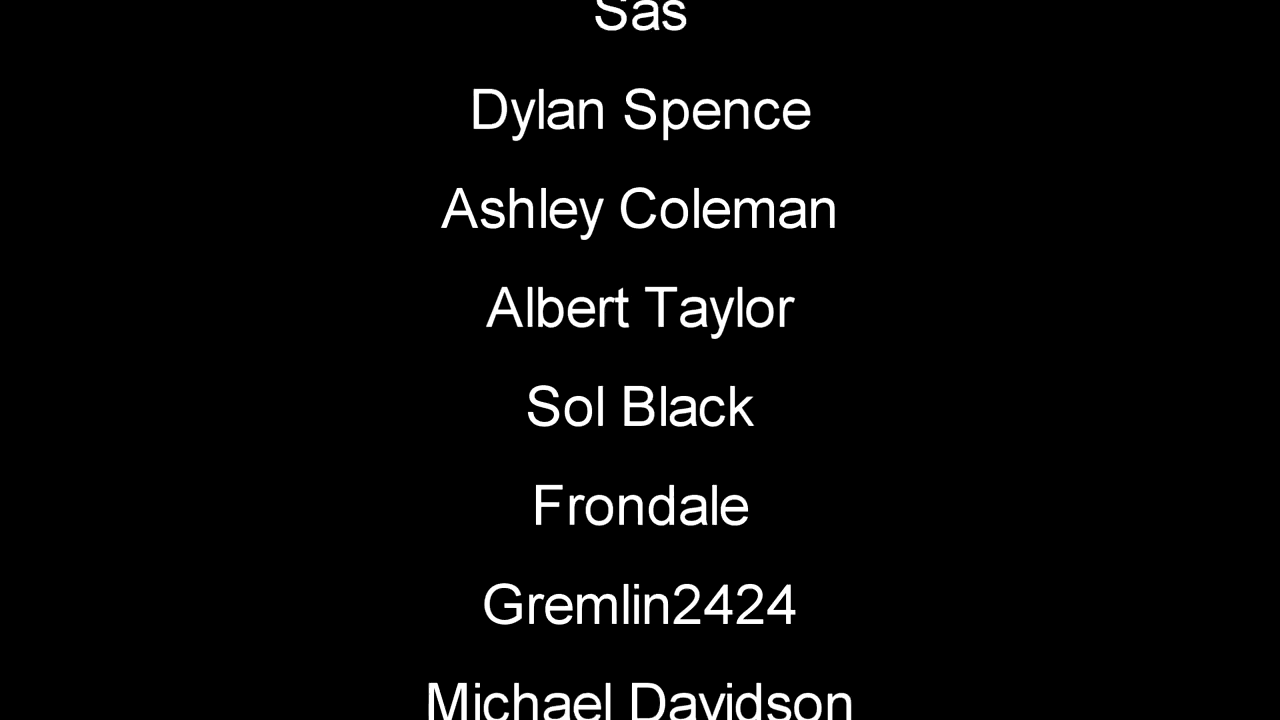 Sas
Dylan Spence
Ashley Coleman
Albert Taylor
Sol Black
Frondale
Gremlin2424
Michael Davidson